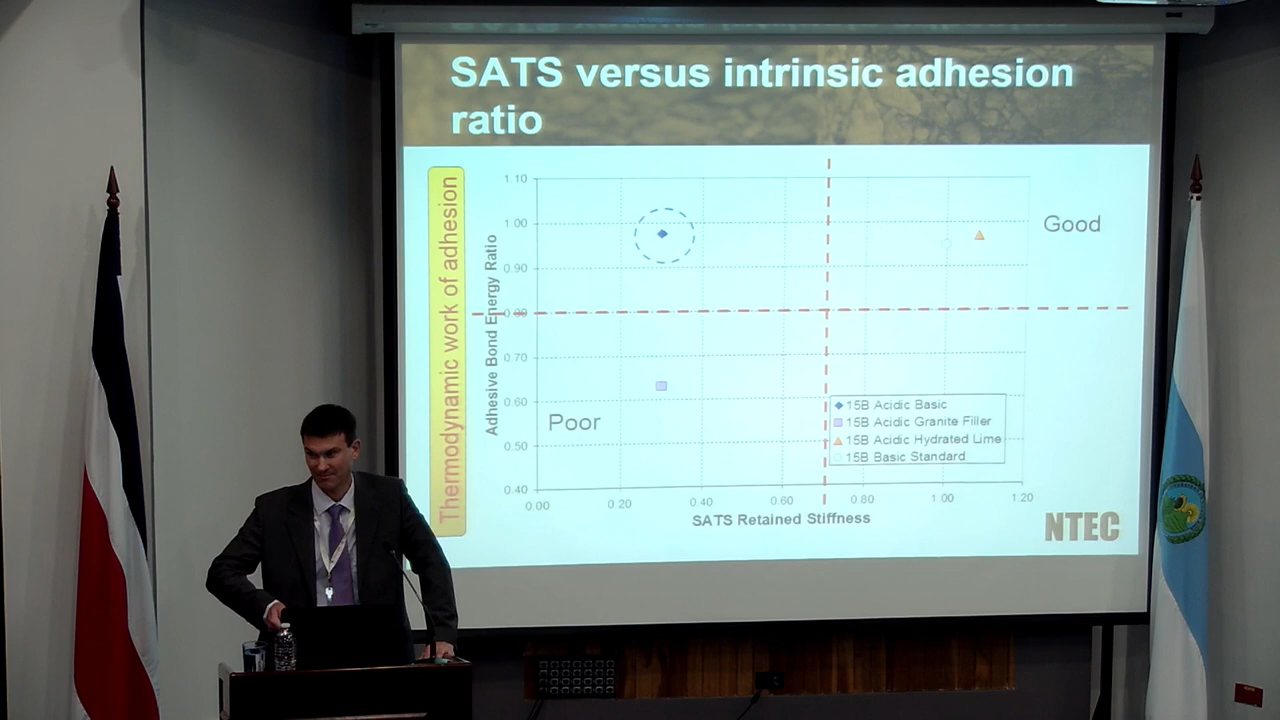 SATS versus intrinsic adhesion
ratio
Thermodynamic work of adhesion
Adhesive Bond Energy Ratio
1.10
1.00
0.90
0.80
0.70
0.60
0.50
0.40
Good
Poor
15B Acidic Basic
15B Acidic Granite Filler
15B Acidic Hydrated Lime
15B Basic Standard
0.00
0.20
0.40
0.60
0.80
1.00
1.20
SATS Retained Stiffness
NTEC